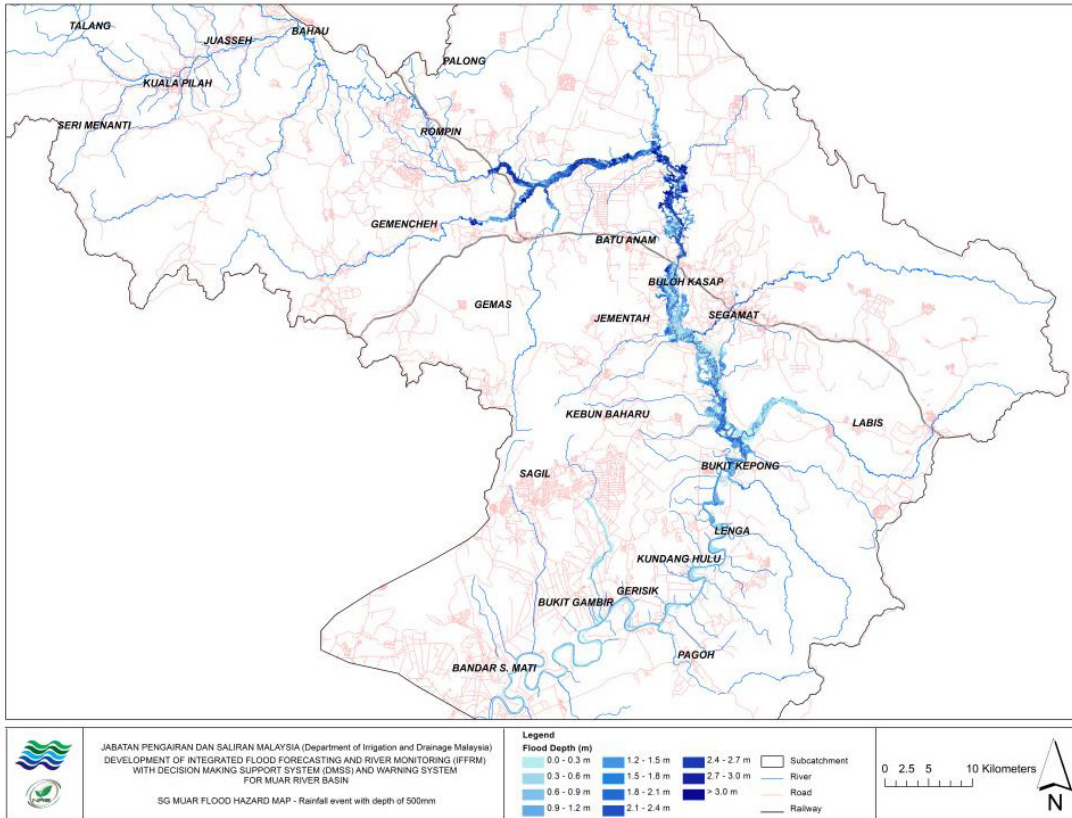 TALANG
JUASSEH
BAHAU
PALONG
KUALA PILAH
SERI MENANTI
ROMPIN
GEMENCHEH
BATU ANAM
BULOH KASAP
GEMAS
JEMENTAH
SEGAMAT
KEBUN BAHARU
LABIS
SAGIL
BUKIT KEPONG
LENGA
KUNDANG HULU
GERISIK
BUKIT GAMBIR
PAGOH
BANDAR S. MATI
JABATAN PENGAIRAN DAN SALIRAN MALAYSIA (Department of Irrigation and Drainage Malaysia)
DEVELOPMENT OF INTEGRATED FLOOD FORECASTING AND RIVER MONITORING (IFFRM)
WITH DECISION MAKING SUPPORT SYSTEM (DMSS) AND WARNING SYSTEM
FOR MUAR RIVER BASIN
SG MUAR FLOOD HAZARD MAP - Rainfall event with depth of 500mm
Legend
Flood Depth (m)
0.0 - 0.3 m
0.3 - 0.6 m
0.6 - 0.9 m
0.9 - 1.2 m
1.2 - 1.5 m
1.5 - 1.8 m
1.8 - 2.1 m
2.1 - 2.4 m
2.4 - 2.7 m
2.7 - 3.0 m
> 3.0 m
Subcatchment
River
Road
Railway
0 2.5 5 10 Kilometers
N